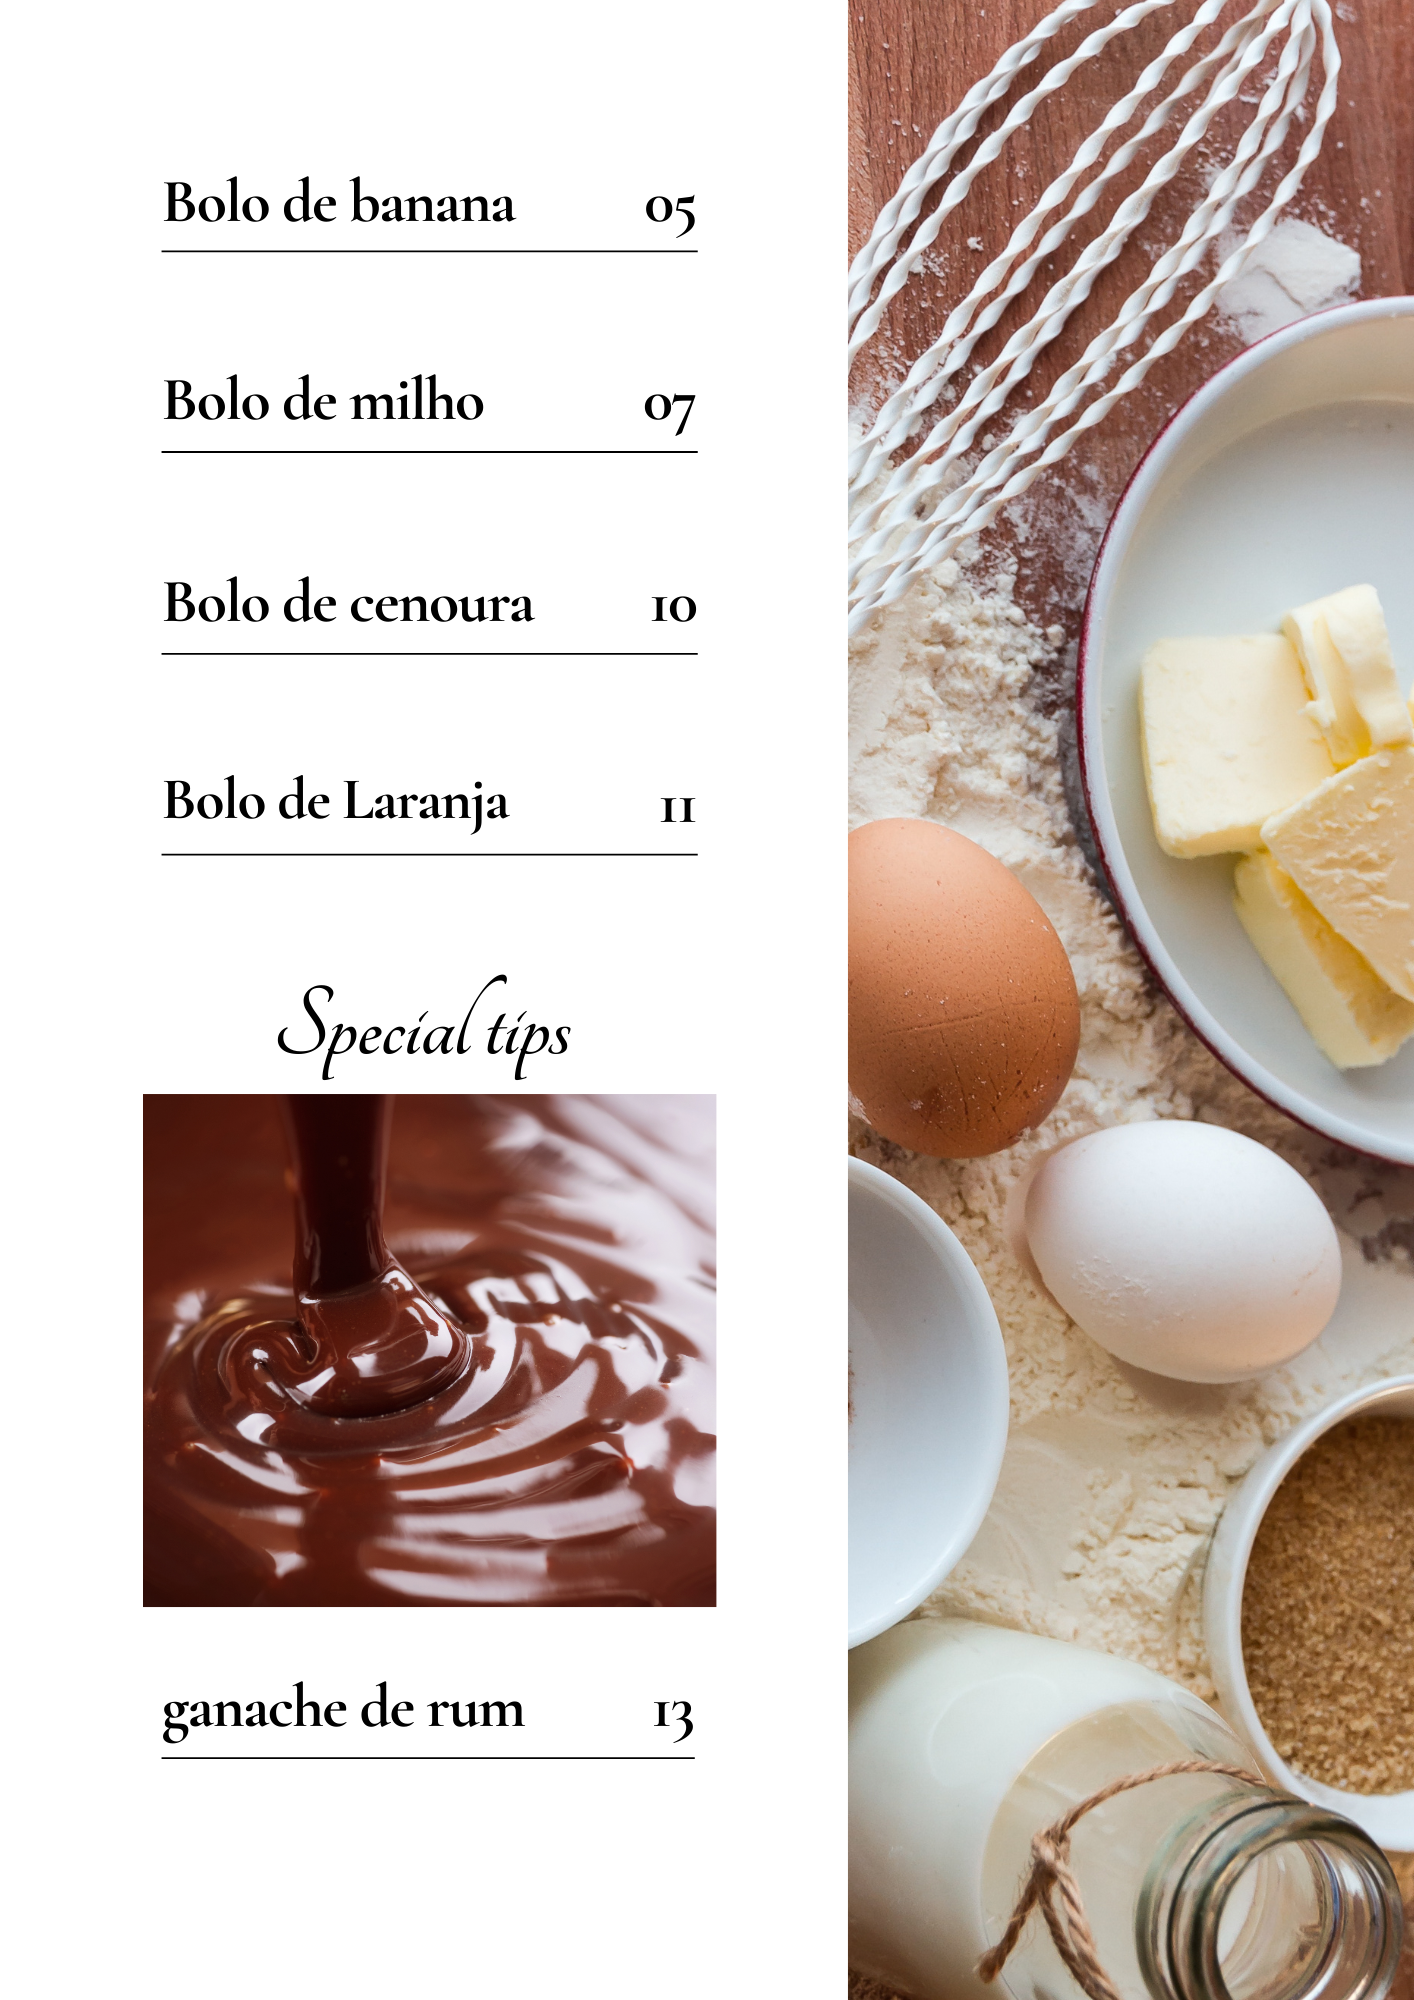 Bolo de banana 05
Bolo de milho 07
Bolo de cenoura 10
Bolo de Laranja 11
Special tips
ganache de rum 13